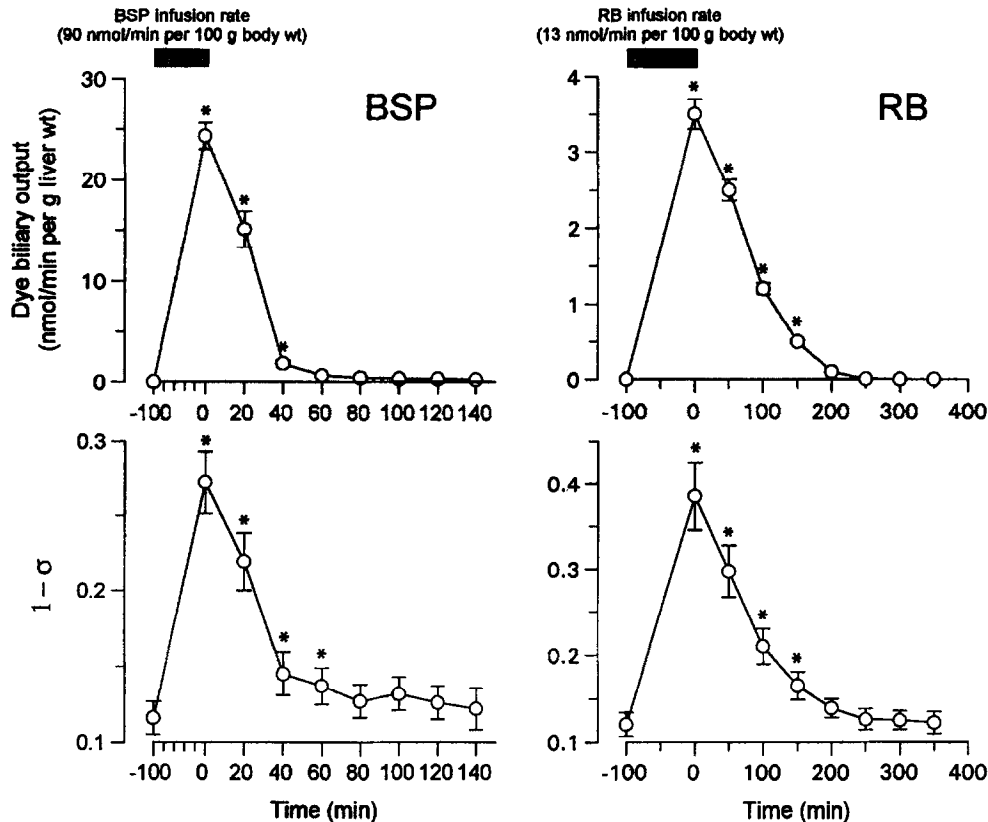 BSP infusion rate
(90 nmol/min per 100 g body wt)
RB infusion rate
(13 nmol/min per 100 g body wt)
Dye biliary output
(nmol/min per g liver wt)
30
20
10
0
BSP
*
*
*
-100 0 20 40 60 80 100 120 140
4
3
2
1
0
RB
*
*
*
*
-100 0 100 200 300 400
1 – σ
0.3
0.2
0.1
*
*
*
*
-100 0 20 40 60 80 100 120 140
Time (min)
0.4
0.3
0.2
0.1
*
*
*
*
-100 0 100 200 300 400
Time (min)